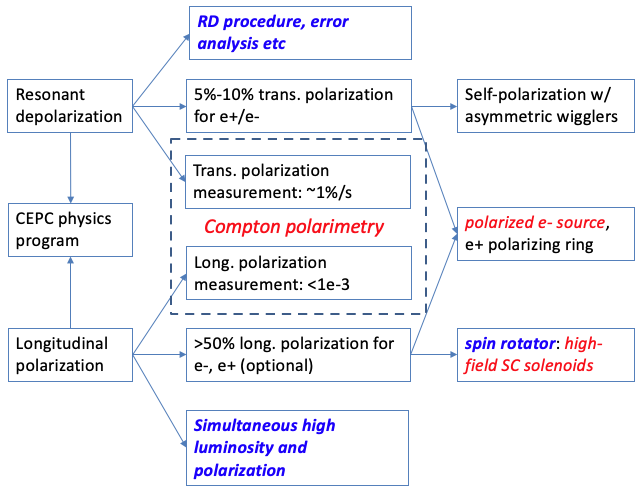 RD procedure, error
analysis etc
Resonant
depolarization
5%-10% trans. polarization
for e+/e-
Self-polarization w/
asymmetric wigglers
Trans. polarization
measurement: ~1%/s
CEPC physics
program
Compton polarimetry
polarized e- source,
e+ polarizing ring
Long. polarization
measurement: <1e-3
Longitudinal
polarization
>50% long. polarization for
e-, e+ (optional)
spin rotator: high-
field SC solenoids
Simultaneous high
luminosity and
polarization